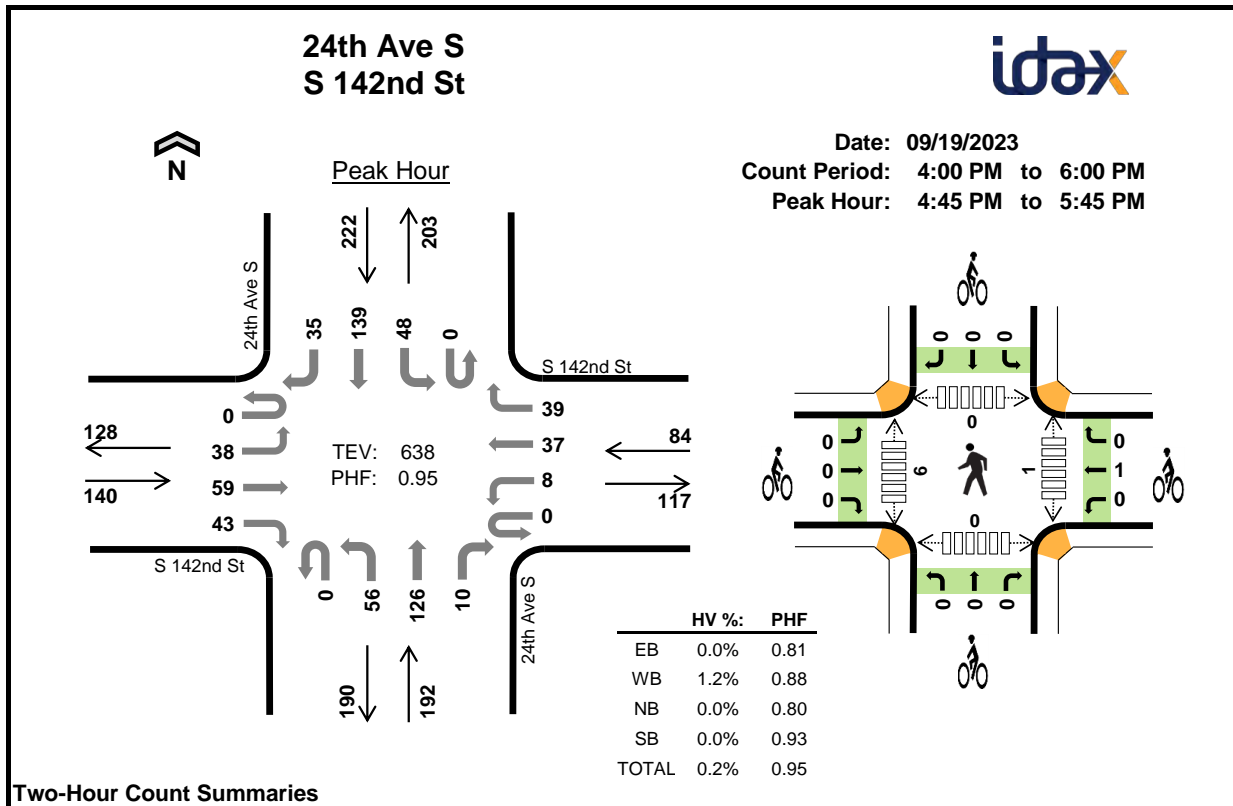 24th Ave S
S 142nd St
idax
Date: 09/19/2023
Count Period: 4:00 PM to 6:00 PM
Peak Hour: 4:45 PM to 5:45 PM
N
Peak Hour
222
203
24th Ave S
35
139
48
0
S 142nd St
0
38
59
43
128
140
TEV: 638
PHF: 0.95
39
37
8
0
84
117
S 142nd St
0
56
126
10
24th Ave S
190
192
0 0 0
0
0
0
0
0
6
1
0
1
0
0
0 0 0
HV %: PHF
EB 0.0% 0.81
WB 1.2% 0.88
NB 0.0% 0.80
SB 0.0% 0.93
TOTAL 0.2% 0.95
Two-Hour Count Summaries